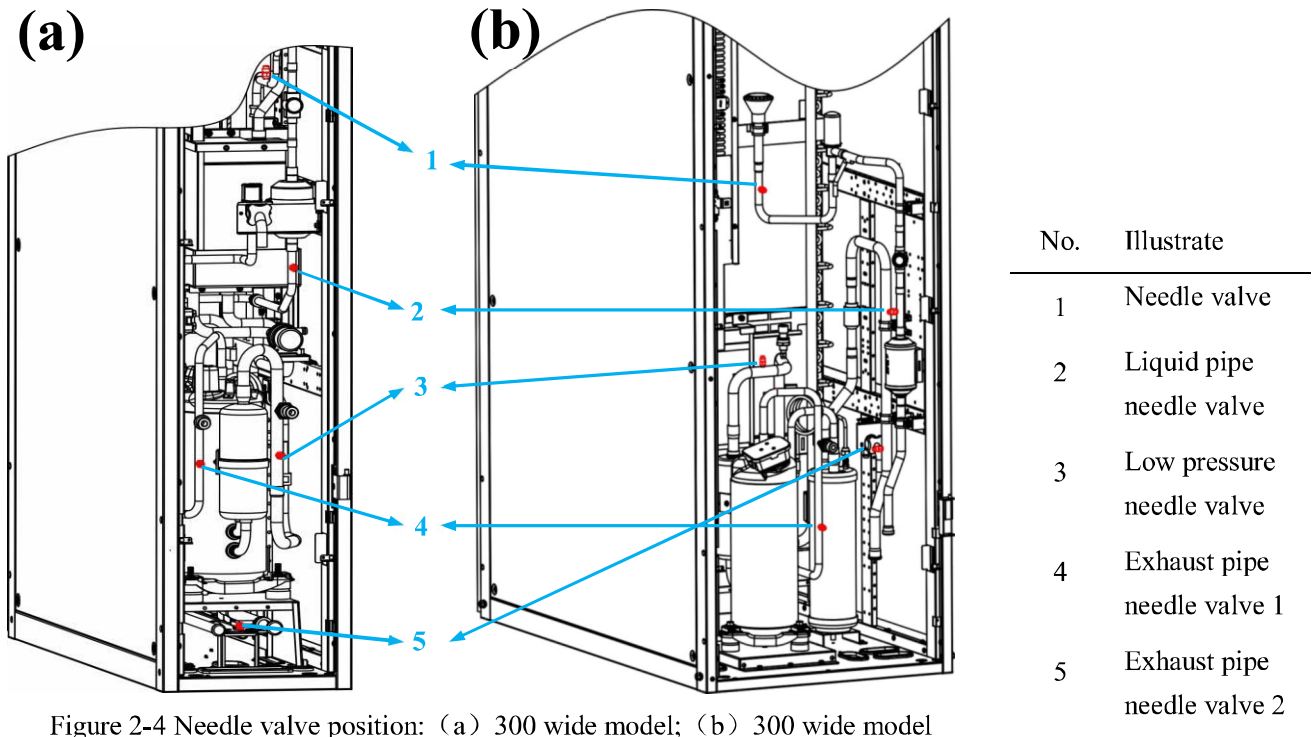 (a)
(b)
1
2
3
4
5
No. Illustrate
1 Needle valve
2 Liquid pipe
needle valve
3 Low pressure
needle valve
4 Exhaust pipe
needle valve 1
5 Exhaust pipe
needle valve 2
Figure 2-4 Needle valve position:（a）300 wide model;（b）300 wide model